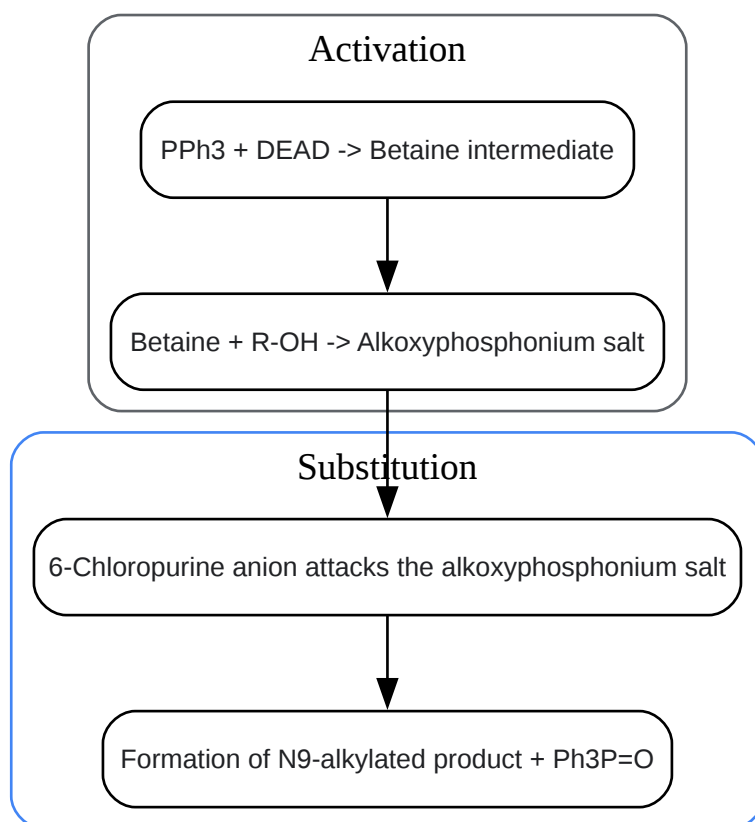 Activation
PPh3 + DEAD -> Betaine intermediate
Betaine + R-OH -> Alkoxyphosphonium salt
Substitution
6-Chloropurine anion attacks the alkoxyphosphonium salt
Formation of N9-alkylated product + Ph3P=O